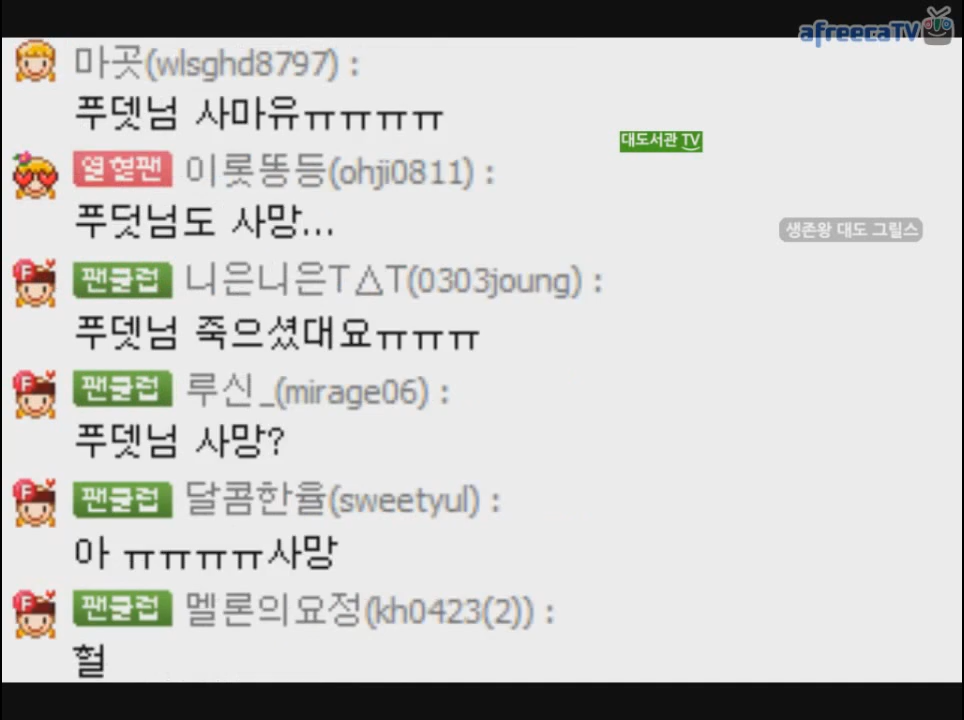 afreecaTV
마곳(wlsghd8797) :
푸뎃님 사마유ㅠㅠㅠㅠ
대도서관 TV
열혈팬 이롯똥등(ohji0811) :
푸덧님도 사망...
생존왕 대도 그릴스
팬클럽 니은니은T△T(0303joung) :
푸뎃님 죽으셨대요ㅠㅠㅠ
팬클럽 루신_(mirage06) :
푸뎃님 사망?
팬클럽 달콤한율(sweetyul) :
아 ㅠㅠㅠㅠ사망
팬클럽 멜론의요정(kh0423(2)) :
헐